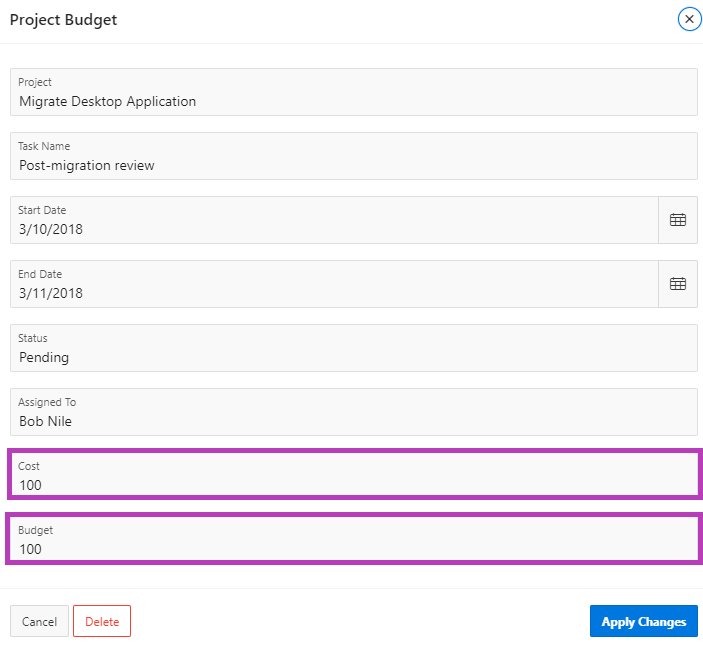 Project Budget
Project
Migrate Desktop Application
Task Name
Post-migration review
Start Date
3/10/2018
End Date
3/11/2018
Status
Pending
Assigned To
Bob Nile
Cost
100
Budget
100
Cancel Delete Apply Changes